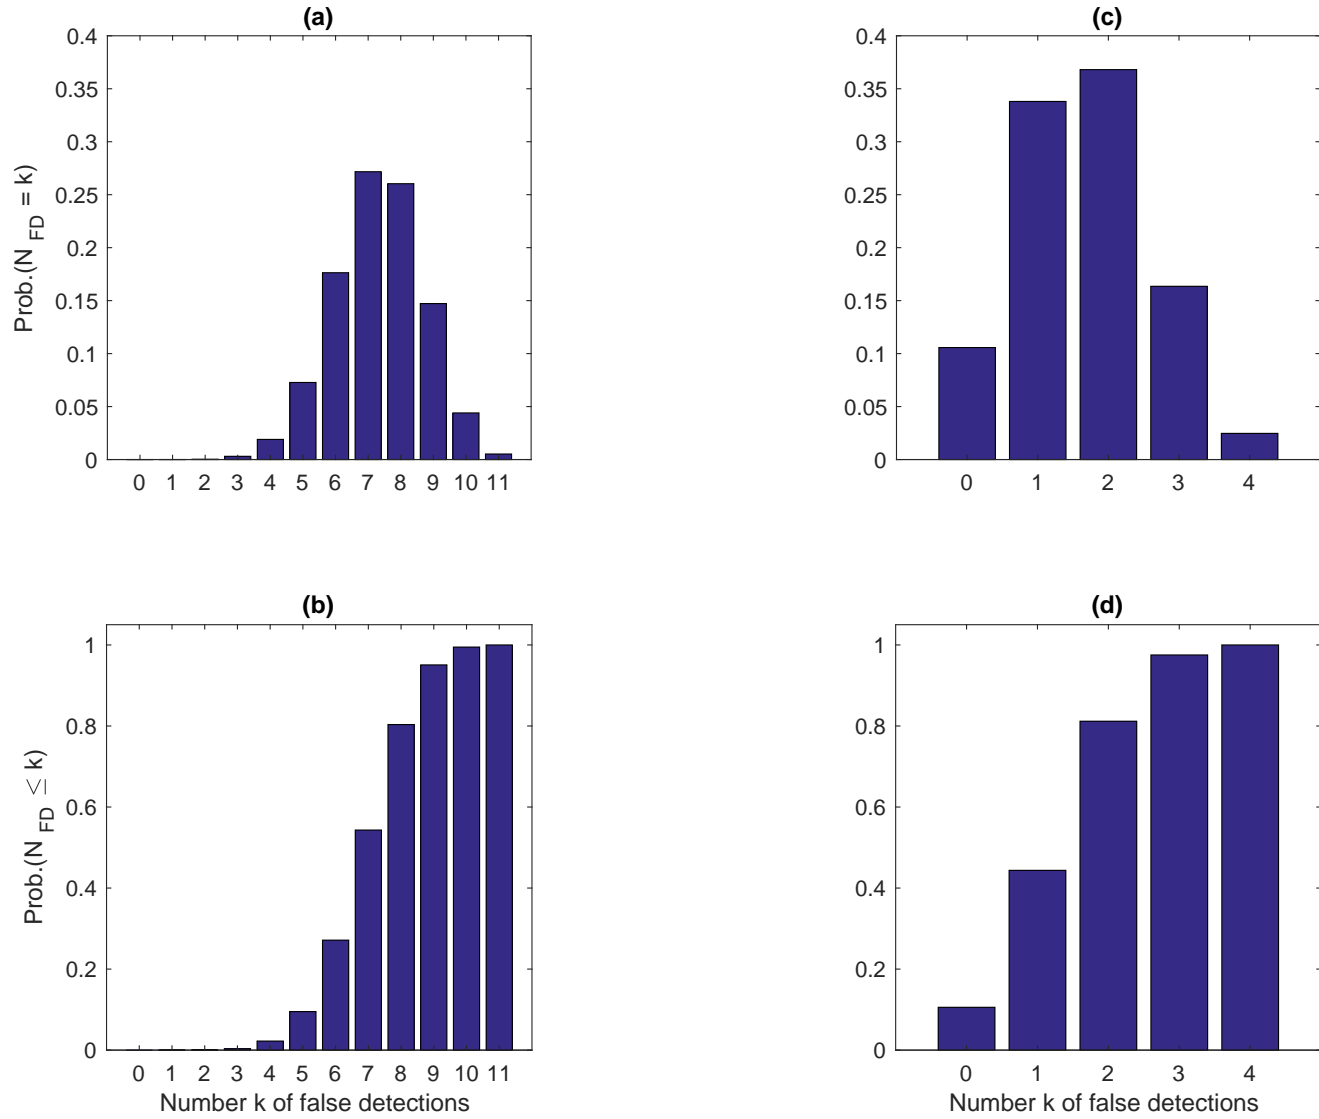 (a)
0.4
0.35
0.3
0.25
0.2
0.15
0.1
0.05
0
Prob.(N FD = k)
0 1 2 3 4 5 6 7 8 9 10 11
(c)
0.4
0.35
0.3
0.25
0.2
0.15
0.1
0.05
0
0 1 2 3 4
(b)
1
0.8
0.6
0.4
0.2
0
Prob.(N FD ≤ k)
0 1 2 3 4 5 6 7 8 9 10 11
Number k of false detections
(d)
1
0.8
0.6
0.4
0.2
0
0 1 2 3 4
Number k of false detections